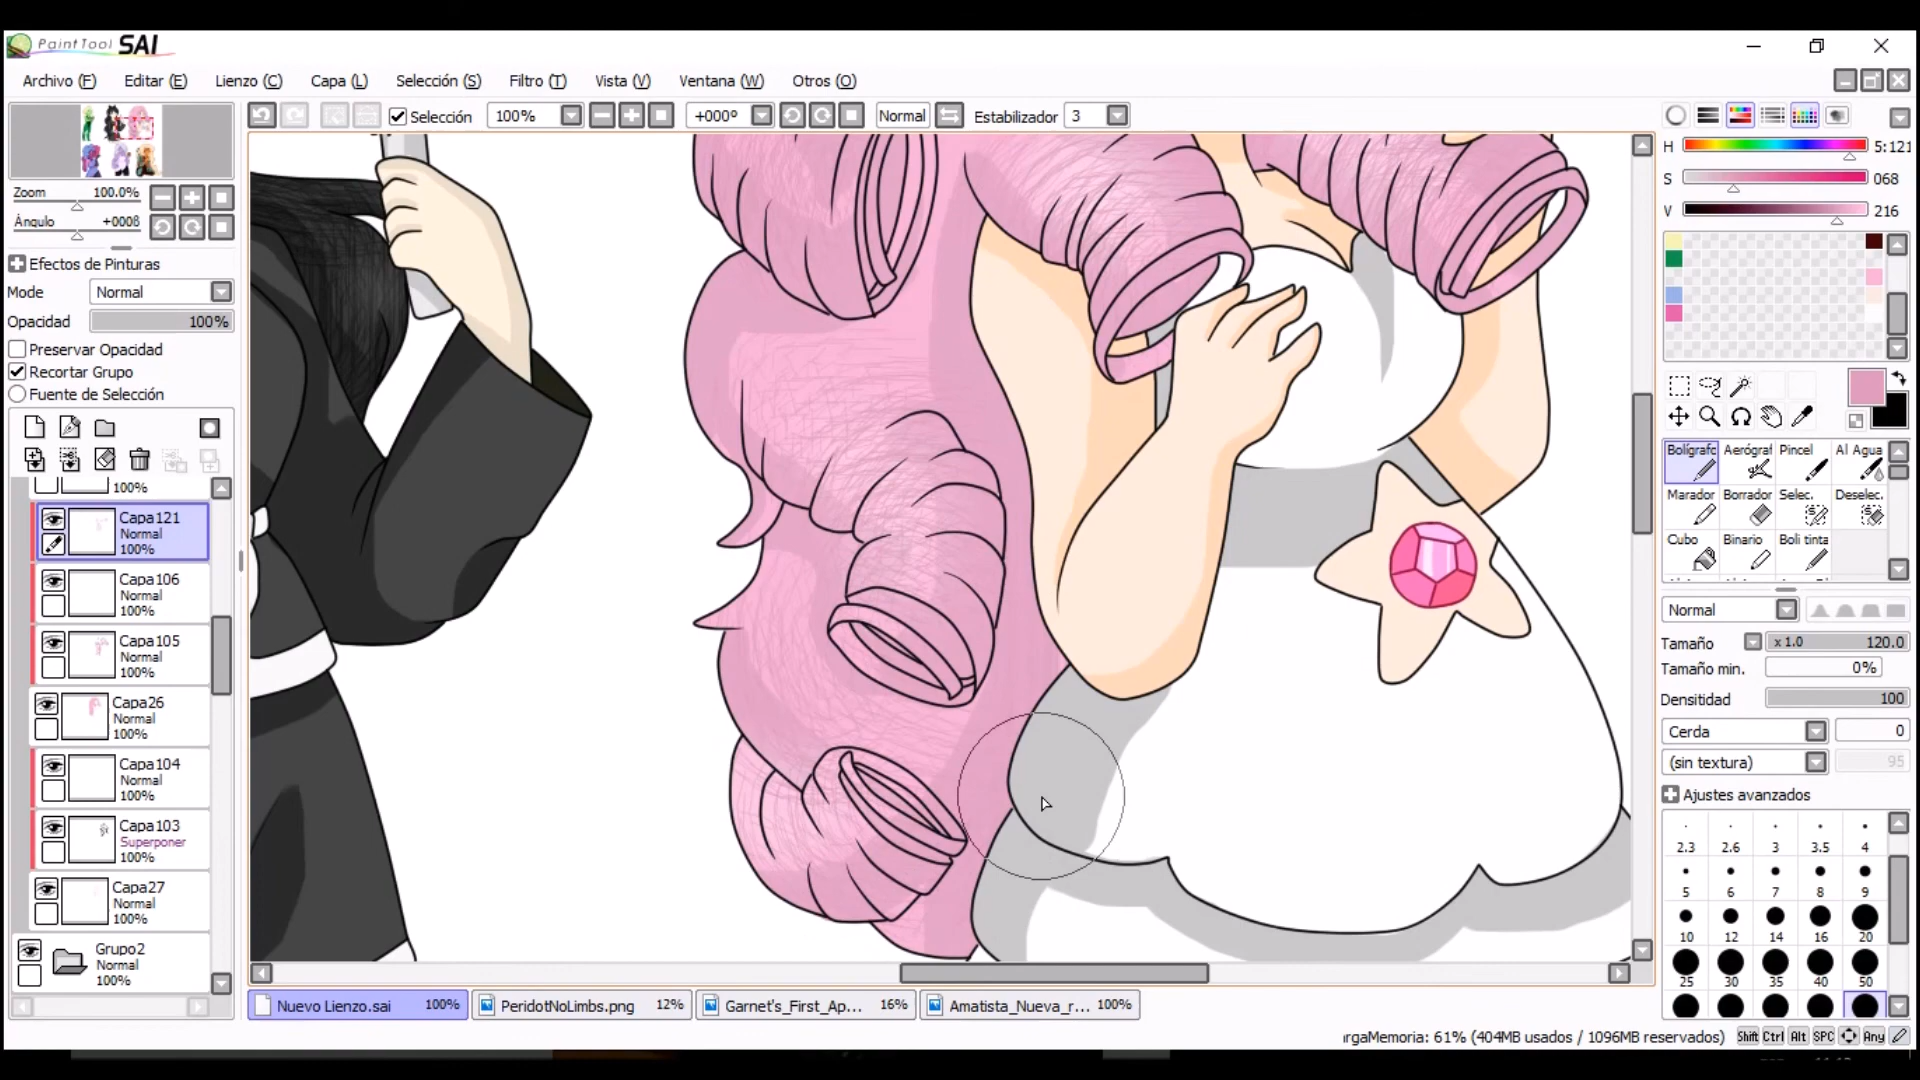 PaintTool SAI
Archivo (F) Editar (E) Lienzo (C) Capa (L) Selección (S) Filtro (T) Vista (V) Ventana (W) Otros (O)
Selección 100% +000º Normal Estabilizador 3
Zoom 100.0%
Ángulo +000ß
Efectos de Pinturas
Mode Normal
Opacidad 100%
Preservar Opacidad
Recortar Grupo
Fuente de Selección
100%
Capa121
Normal
100%
Capa106
Normal
100%
Capa105
Normal
100%
Capa26
Normal
100%
Capa104
Normal
100%
Capa103
Superponer
100%
Capa27
Normal
100%
Grupo2
Normal
100%
H 5:121
S 068
V 216
Bolígrafo Aerógraf Pincel Al Agua
Marador Borrador Selec. Deselec.
Cubo Binario Boli tinta
Normal
Tamaño x 1.0 120.0
Tamaño min. 0%
Densitidad 100
Cerda 0
(sin textura) 95
Ajustes avanzados
2.3 2.6 3 3.5 4
5 6 7 8 9
10 12 14 16 20
25 30 35 40 50
Nuevo Lienzo.sai 100% PeridotNoLimbs.png 12% Garnet's_First_Ap... 16% Amatista_Nueva_r... 100%
rgaMemoria: 61% (404MB usados / 1096MB reservados) Shift Ctrl Alt SPC Any